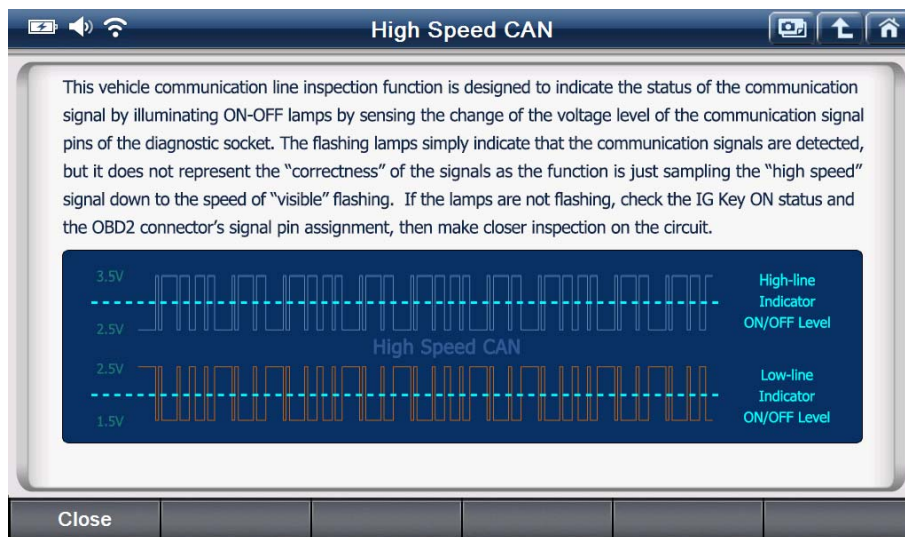 High Speed CAN
This vehicle communication line inspection function is designed to indicate the status of the communication
signal by illuminating ON-OFF lamps by sensing the change of the voltage level of the communication signal
pins of the diagnostic socket. The flashing lamps simply indicate that the communication signals are detected,
but it does not represent the “correctness” of the signals as the function is just sampling the “high speed”
signal down to the speed of “visible” flashing. If the lamps are not flashing, check the IG Key ON status and
the OBD2 connector’s signal pin assignment, then make closer inspection on the circuit.
3.5V
High-line
Indicator
ON/OFF Level
2.5V
High Speed CAN
2.5V
Low-line
Indicator
ON/OFF Level
1.5V
Close